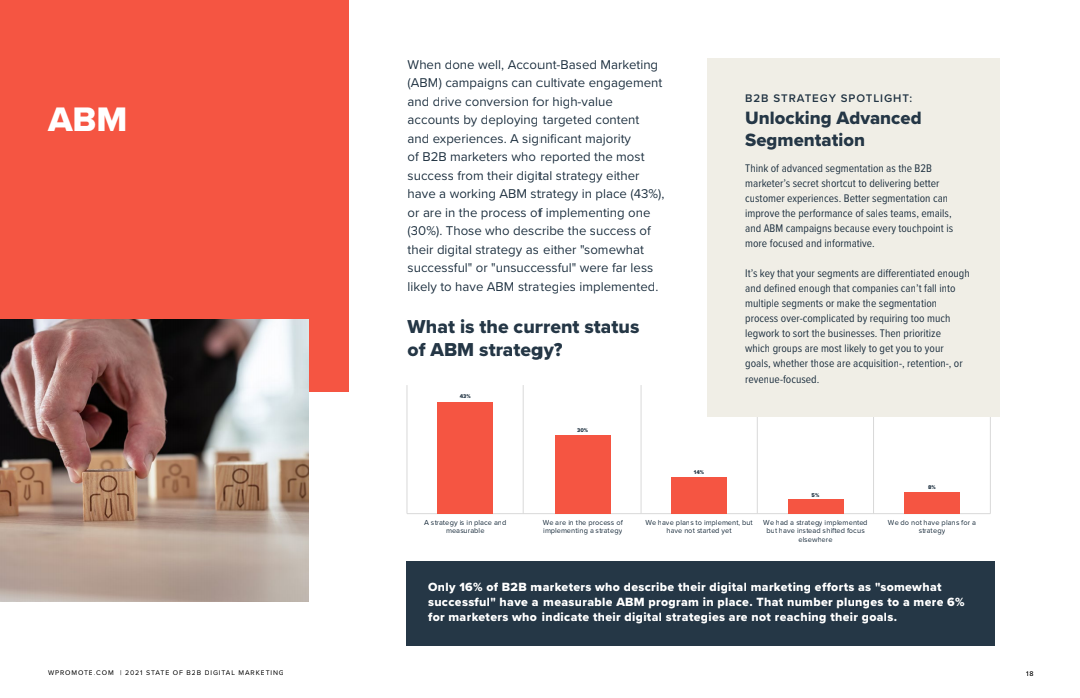 ABM
When done well, Account-Based Marketing
(ABM) campaigns can cultivate engagement
and drive conversion for high-value
accounts by deploying targeted content
and experiences. A significant majority
of B2B marketers who reported the most
success from their digital strategy either
have a working ABM strategy in place (43%),
or are in the process of implementing one
(30%). Those who describe the success of
their digital strategy as either "somewhat
successful" or "unsuccessful" were far less
likely to have ABM strategies implemented.
B2B STRATEGY SPOTLIGHT:
Unlocking Advanced
Segmentation
Think of advanced segmentation as the B2B
marketer's secret shortcut to delivering better
customer experiences. Better segmentation can
improve the performance of sales teams, emails,
and ABM campaigns because every touchpoint is
more focused and informative.
It's key that your segments are differentiated enough
and defined enough that companies can't fall into
multiple segments or make the segmentation
process over-complicated by requiring too much
legwork to sort the businesses. Then prioritize
which groups are most likely to get you to your
goals, whether those are acquisition-, retention-, or
revenue-focused.
What is the current status
of ABM strategy?
43%
30%
14%
5%
8%
A strategy is in place and
measurable
We are in the process of
implementing a strategy
We have plans to implement, but
have not started yet
We had a strategy implemented
but have instead shifted focus
elsewhere
We do not have plans for a
strategy
Only 16% of B2B marketers who describe their digital marketing efforts as "somewhat
successful" have a measurable ABM program in place. That number plunges to a mere 6%
for marketers who indicate their digital strategies are not reaching their goals.
WPROMOTE.COM | 2021 STATE OF B2B DIGITAL MARKETING
18